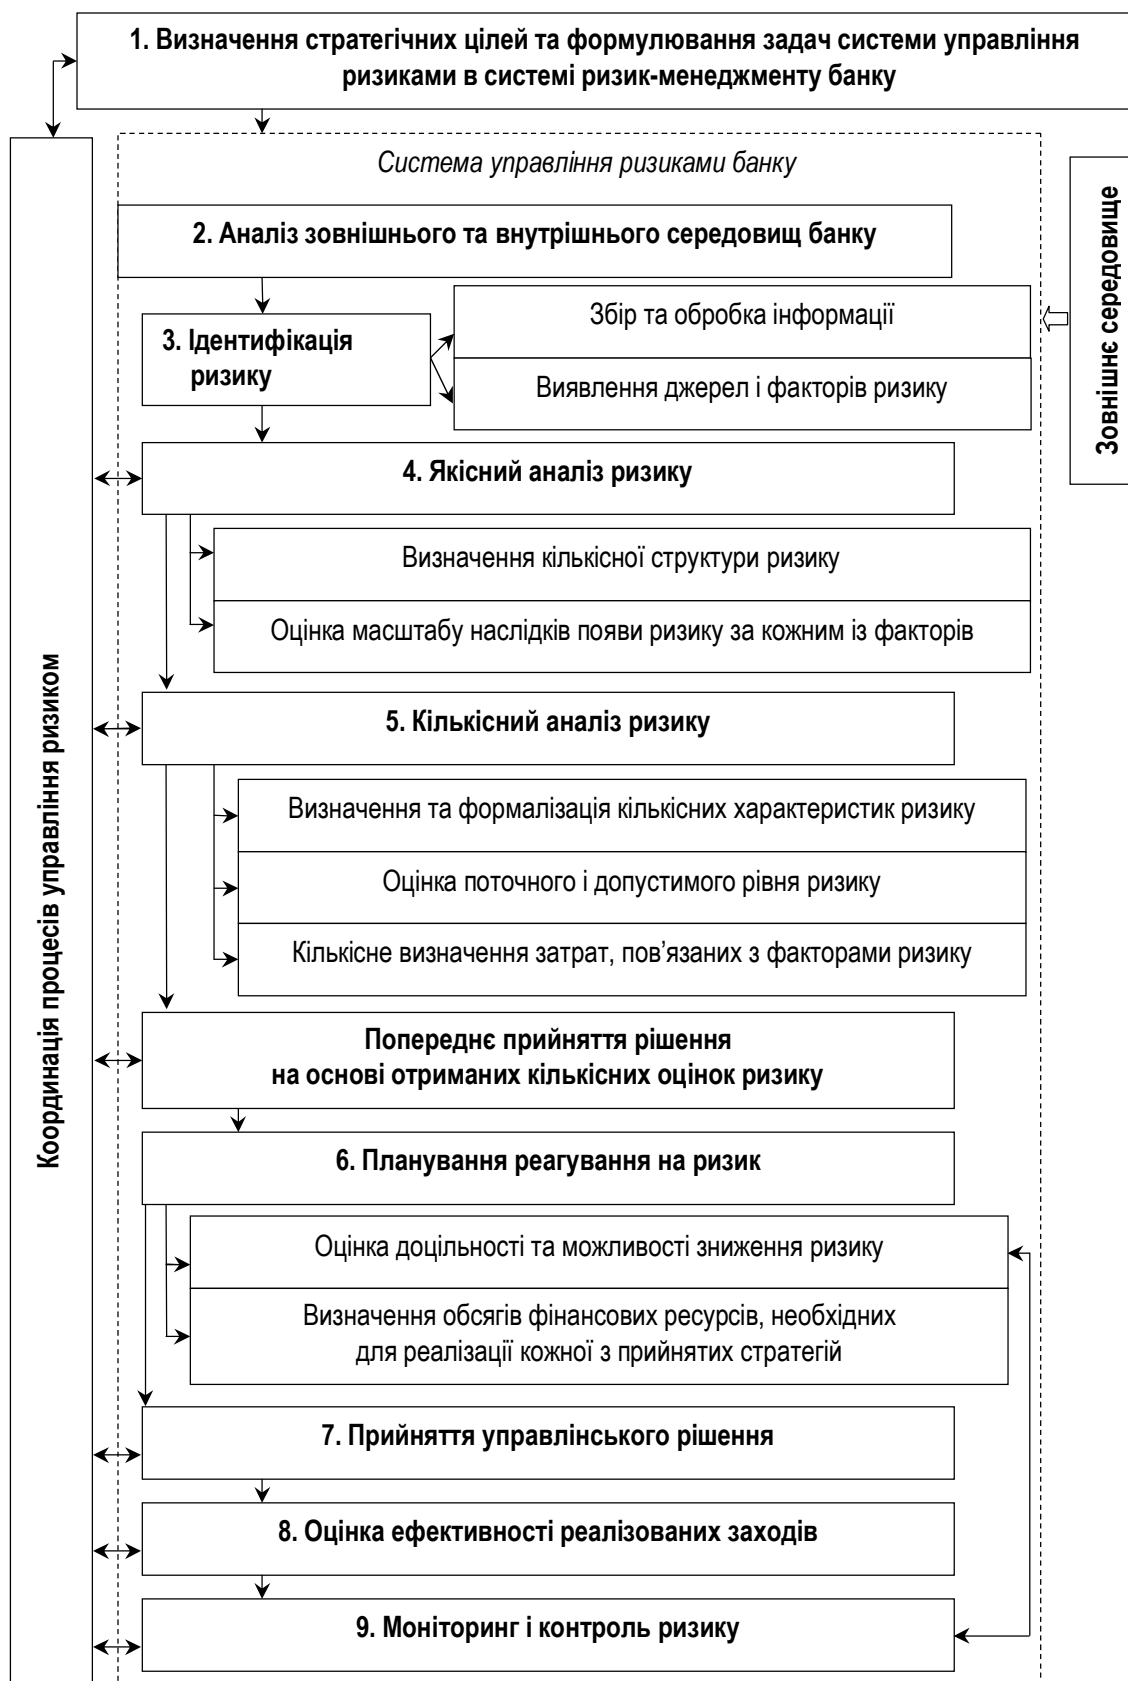 1. Визначення стратегічних цілей та формулювання задач системи управління
ризиками в системі ризик-менеджменту банку
Система управління ризиками банку
2. Аналіз зовнішнього та внутрішнього середовищ банку
Зовнішнє середовище
3. Ідентифікація
ризику
Збір та обробка інформації
Виявлення джерел і факторів ризику
4. Якісний аналіз ризику
Визначення кількісної структури ризику
Оцінка масштабу наслідків появи ризику за кожним із факторів
Координація процесів управління ризиком
5. Кількісний аналіз ризику
Визначення та формалізація кількісних характеристик ризику
Оцінка поточного і допустимого рівня ризику
Кількісне визначення затрат, пов’язаних з факторами ризику
Попереднє прийняття рішення
на основі отриманих кількісних оцінок ризику
6. Планування реагування на ризик
Оцінка доцільності та можливості зниження ризику
Визначення обсягів фінансових ресурсів, необхідних
для реалізації кожної з прийнятих стратегій
7. Прийняття управлінського рішення
8. Оцінка ефективності реалізованих заходів
9. Моніторинг і контроль ризику